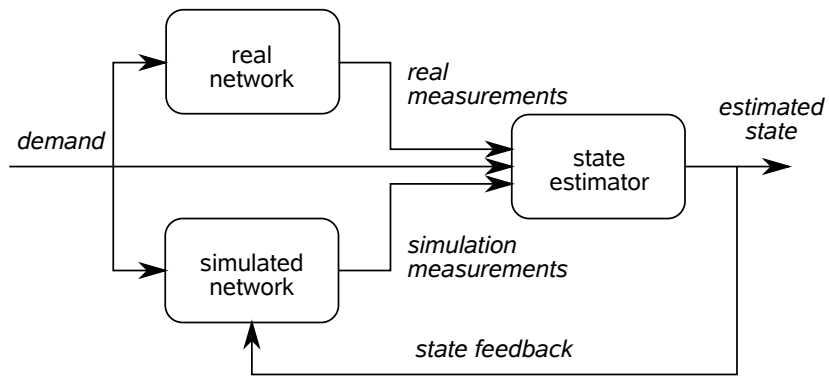 real
network
real
measurements
demand
estimated
state
state
estimator
simulated
network
simulation
measurements
state feedback